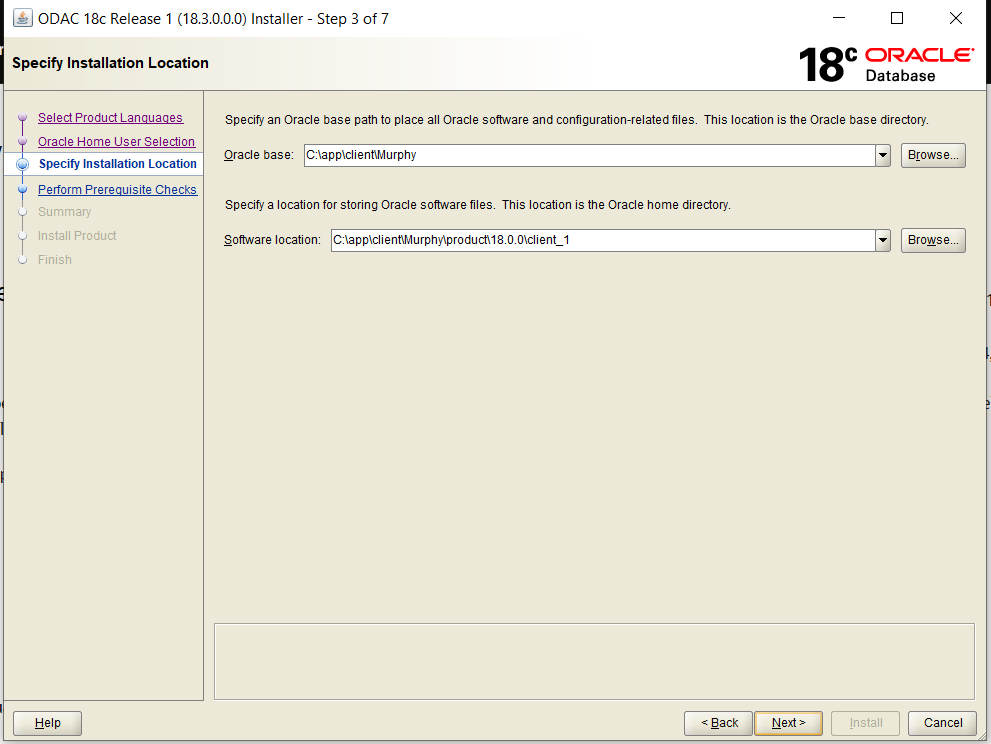 ODAC 18c Release 1 (18.3.0.0.0) Installer - Step 3 of 7
Specify Installation Location
18c ORACLE
Database
Select Product Languages
Oracle Home User Selection
Specify Installation Location
Perform Prerequisite Checks
Summary
Install Product
Finish
Specify an Oracle base path to place all Oracle software and configuration-related files. This location is the Oracle base directory.
Oracle base: C:\app\client\Murphy Browse...
Specify a location for storing Oracle software files. This location is the Oracle home directory.
Software location: C:\app\client\Murphy\product\18.0.0\client_1 Browse...
Help < Back Next > Install Cancel